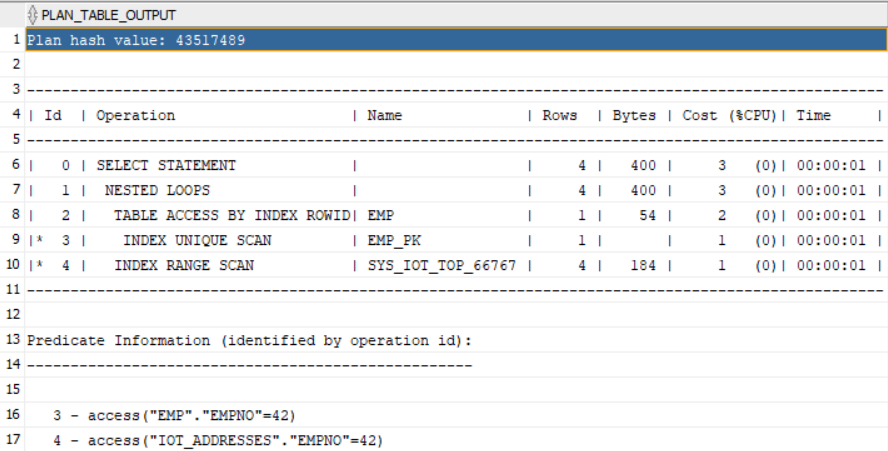 PLAN_TABLE_OUTPUT
1 Plan hash value: 43517489
2
3 --------------------------------------------------------------------------------------------------
4 | Id  | Operation                    | Name              | Rows  | Bytes | Cost (%CPU)| Time     |
5 --------------------------------------------------------------------------------------------------
6 |   0 | SELECT STATEMENT             |                   |     4 |   400 |     3   (0)| 00:00:01 |
7 |   1 |  NESTED LOOPS                |                   |     4 |   400 |     3   (0)| 00:00:01 |
8 |   2 |   TABLE ACCESS BY INDEX ROWID| EMP               |     1 |    54 |     2   (0)| 00:00:01 |
9 |*  3 |    INDEX UNIQUE SCAN         | EMP_PK            |     1 |       |     1   (0)| 00:00:01 |
10 |*  4 |   INDEX RANGE SCAN           | SYS_IOT_TOP_66767 |     4 |   184 |     1   (0)| 00:00:01 |
11 --------------------------------------------------------------------------------------------------
12
13 Predicate Information (identified by operation id):
14 ---------------------------------------------------
15
16    3 - access("EMP"."EMPNO"=42)
17    4 - access("IOT_ADDRESSES"."EMPNO"=42)